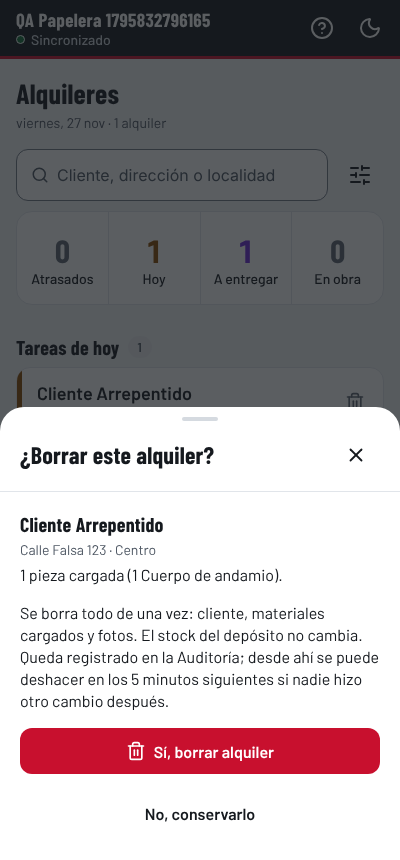 QA Papelera 1795832796165
Sincronizado
Alquileres
viernes, 27 nov · 1 alquiler
Cliente, dirección o localidad
0 1 1 0
Atrasados Hoy A entregar En obra
Tareas de hoy 1
Cliente Arrepentido
¿Borrar este alquiler?
Cliente Arrepentido
Calle Falsa 123 · Centro
1 pieza cargada (1 Cuerpo de andamio).
Se borra todo de una vez: cliente, materiales
cargados y fotos. El stock del depósito no cambia.
Queda registrado en la Auditoría; desde ahí se puede
deshacer en los 5 minutos siguientes si nadie hizo
otro cambio después.
Sí, borrar alquiler
No, conservarlo